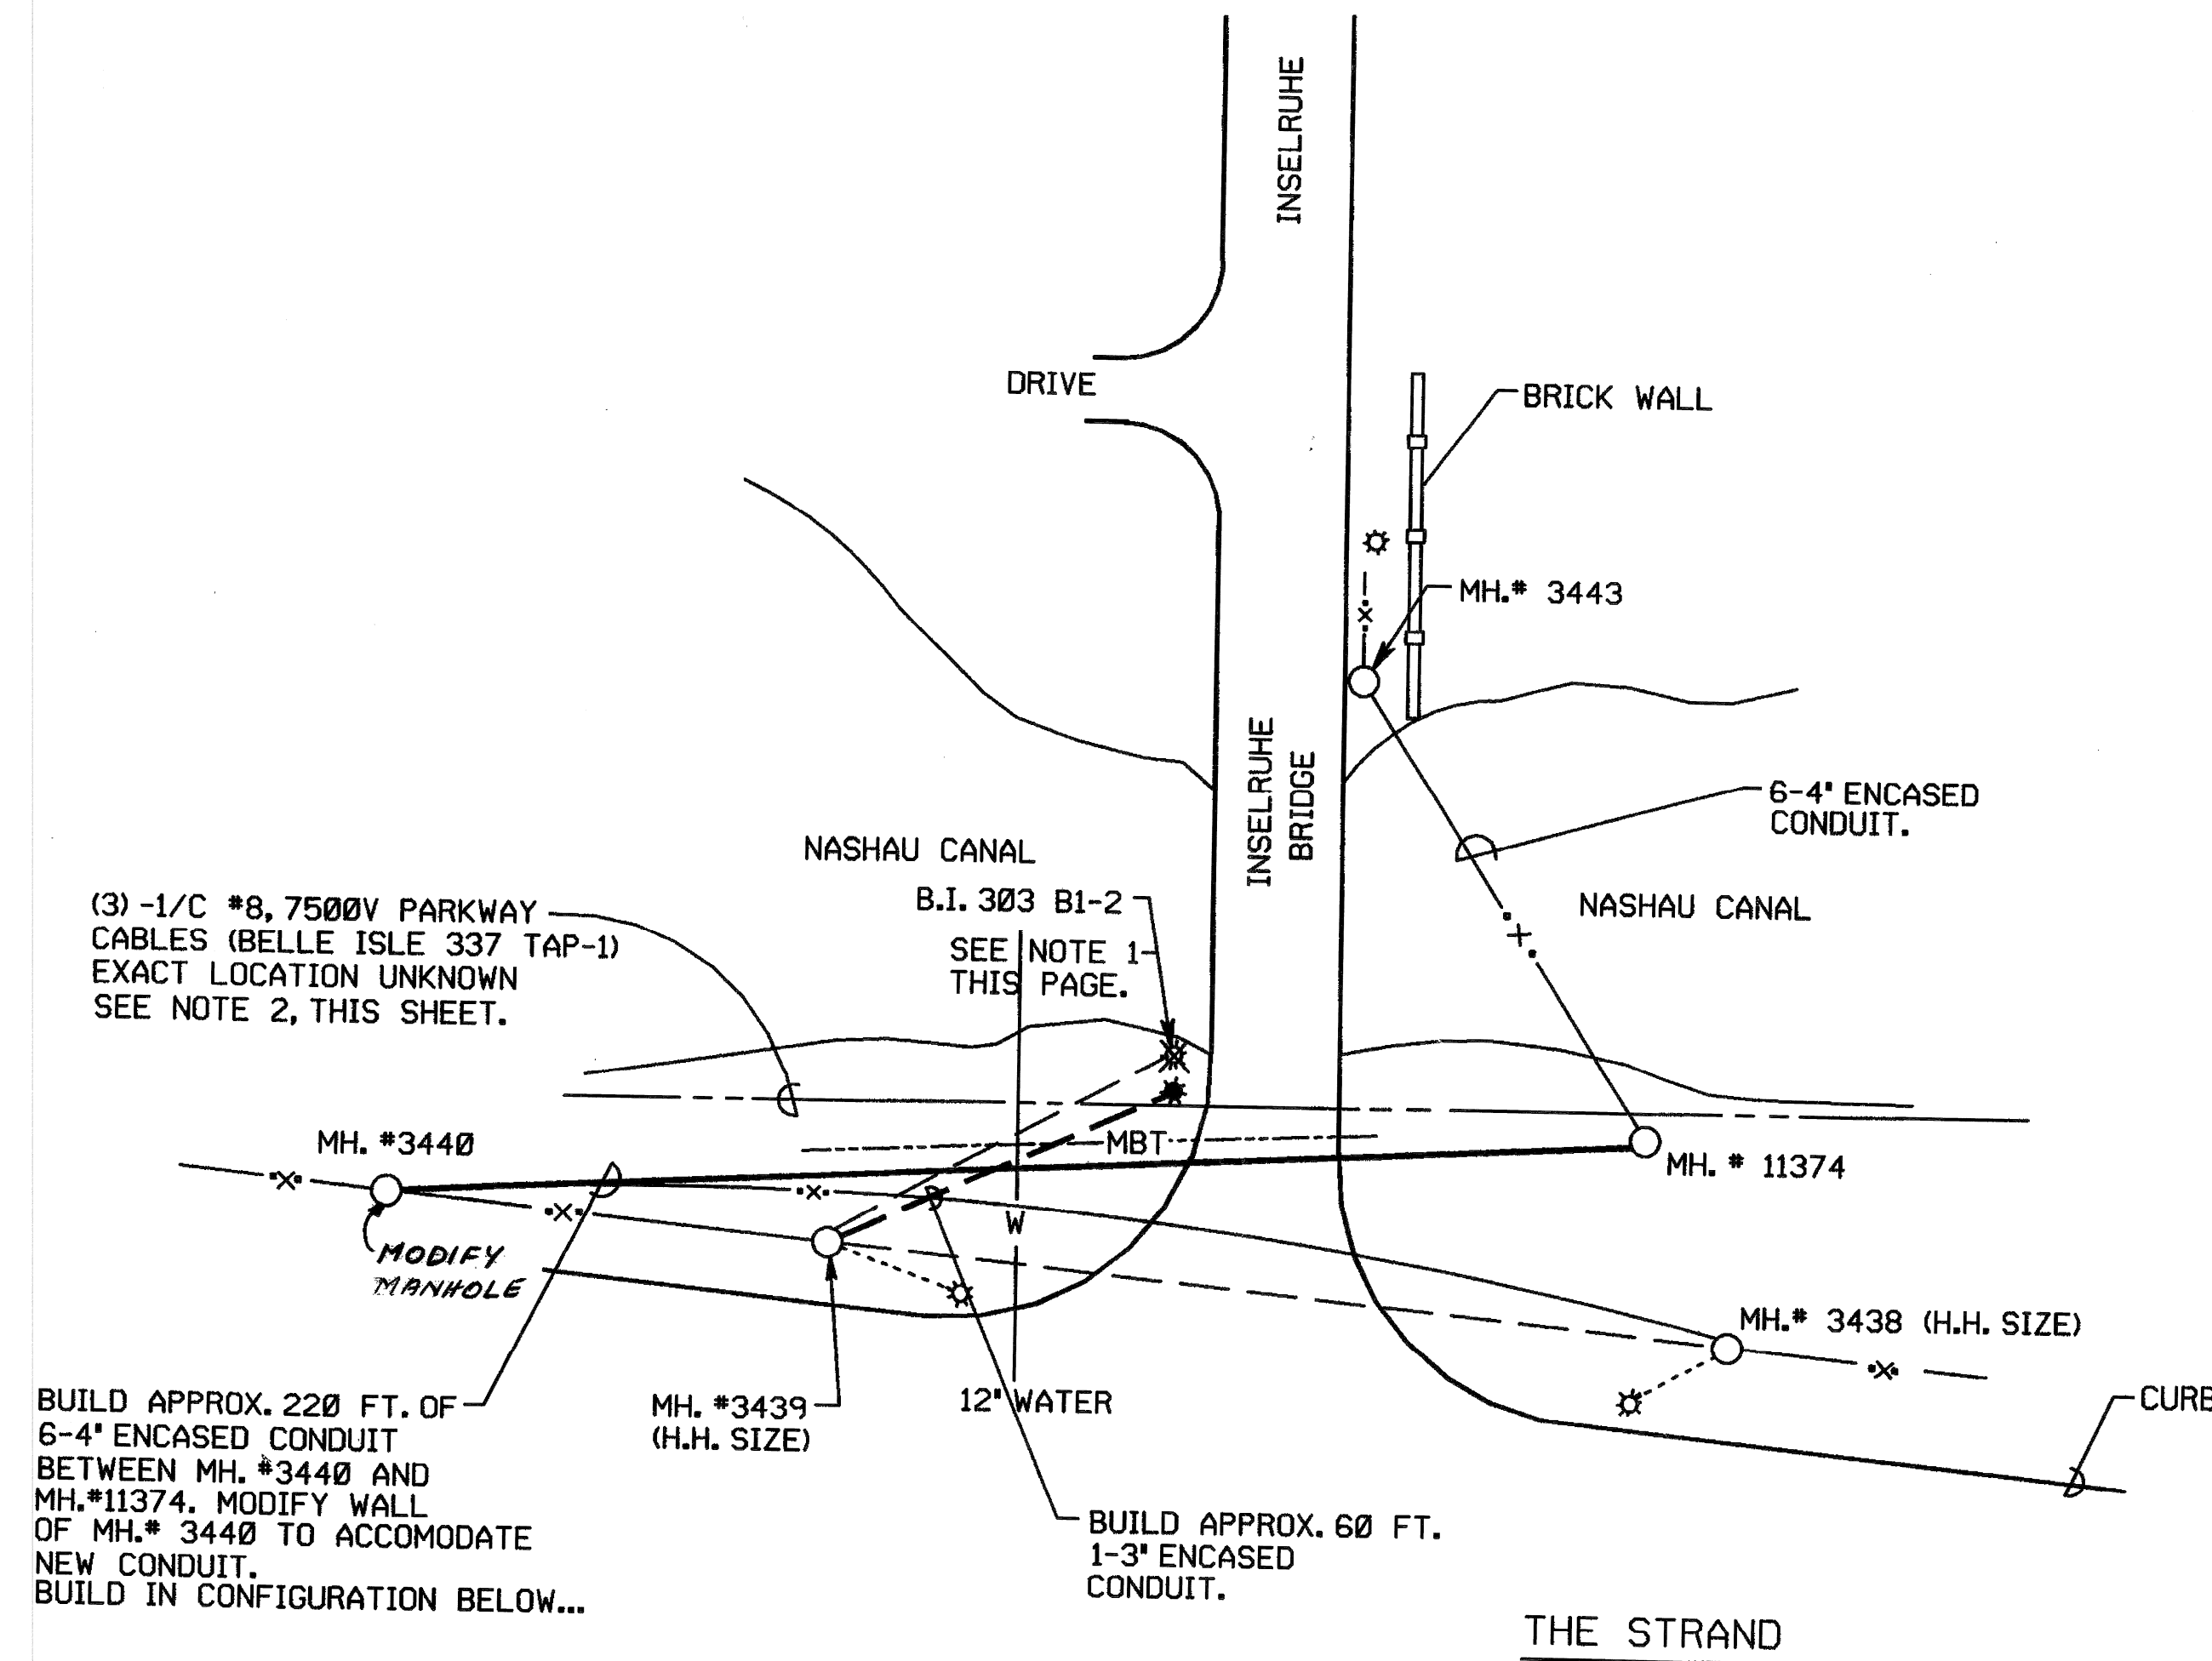 INSELRUHE
DRIVE
BRICK WALL
MH.# 3443
INSELRUHE
BRIDGE
6-4" ENCASED
CONDUIT.
NASHAU CANAL
NASHAU CANAL
B.I. 303 B1-2
SEE NOTE 1
THIS PAGE.
(3) -1/C #8, 7500V PARKWAY
CABLES (BELLE ISLE 337 TAP-1)
EXACT LOCATION UNKNOWN
SEE NOTE 2, THIS SHEET.
MH. #3440
MBT
MH. # 11374
W
MODIFY
MANHOLE
MH.# 3438 (H.H. SIZE)
12" WATER
MH. #3439
(H.H. SIZE)
CURB
BUILD APPROX. 220 FT. OF
6-4" ENCASED CONDUIT
BETWEEN MH. #3440 AND
MH.#11374. MODIFY WALL
OF MH.# 3440 TO ACCOMODATE
NEW CONDUIT.
BUILD IN CONFIGURATION BELOW...
BUILD APPROX. 60 FT.
1-3" ENCASED
CONDUIT.
THE STRAND